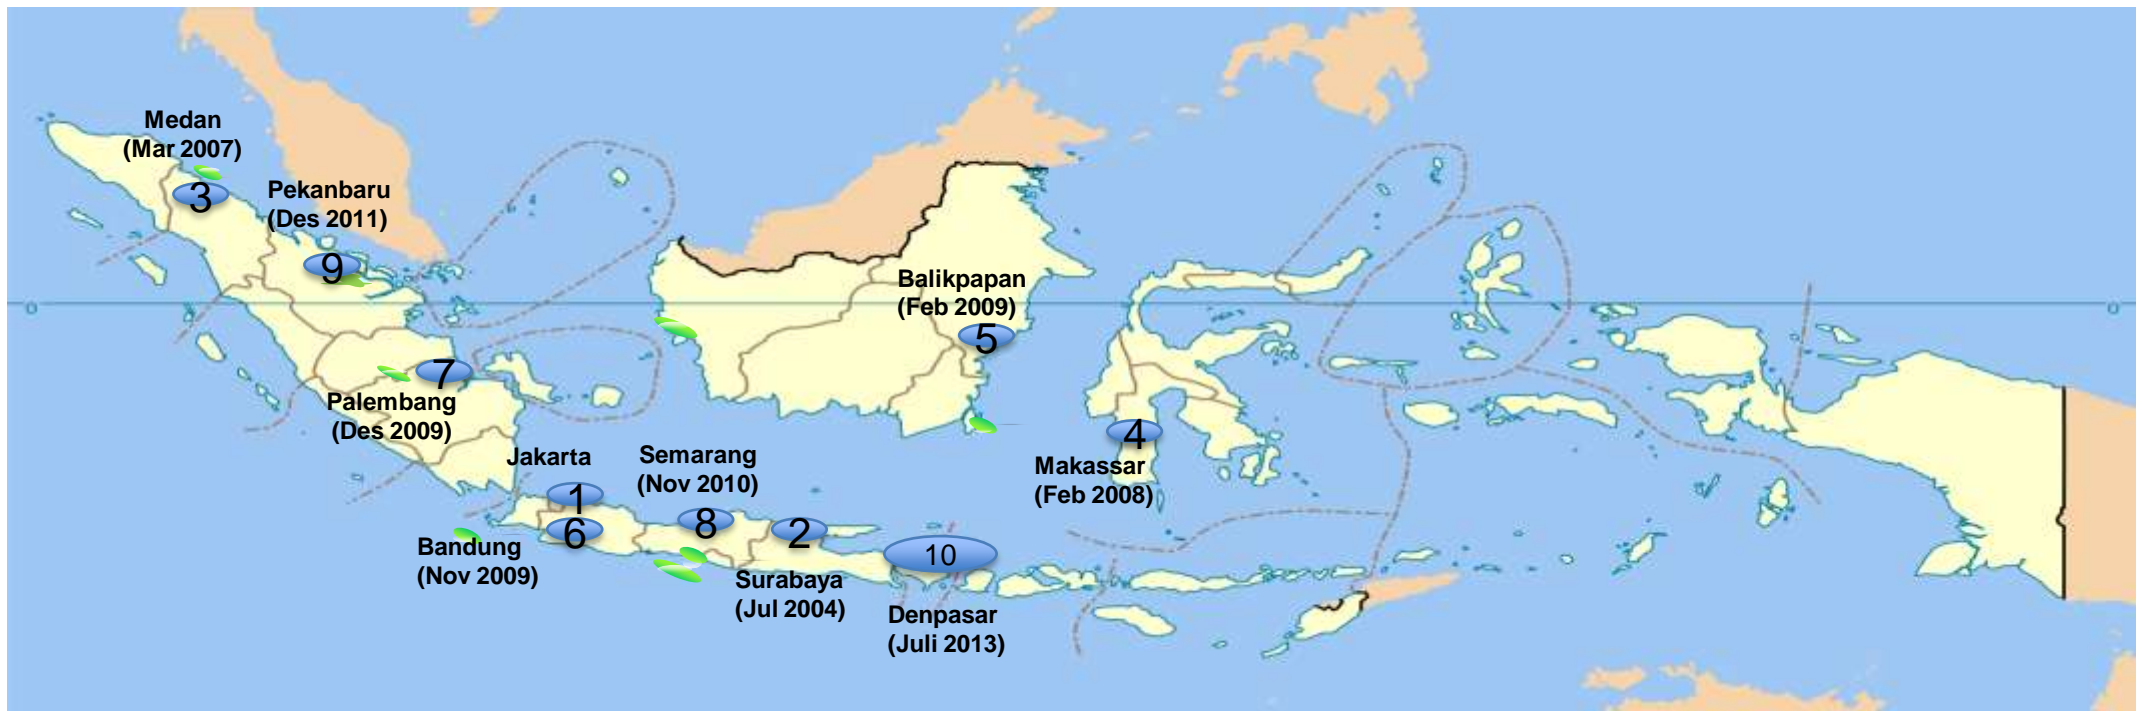 Medan
(Mar 2007)
3
Pekanbaru
(Des 2011)
9
Balikpapan
(Feb 2009)
5
0
0
7
Palembang
(Des 2009)
4
Makassar
(Feb 2008)
Jakarta
1
Semarang
(Nov 2010)
8
6
2
Bandung
(Nov 2009)
10
Surabaya
(Jul 2004)
Denpasar
(Juli 2013)